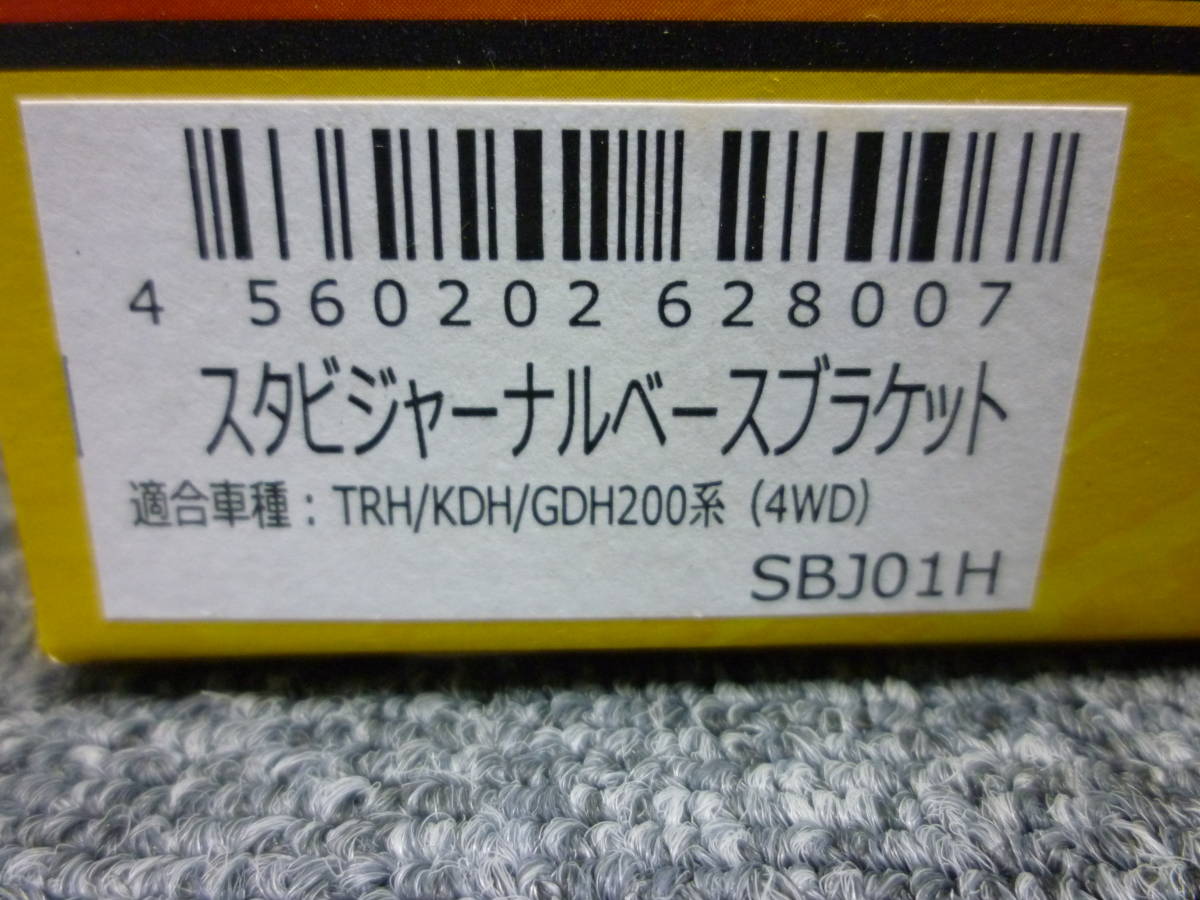 4 560202 628007
スタビジャーナルベースブラケット
適合車種：TRH/KDH/GDH200系（4WD）
SBJ01H